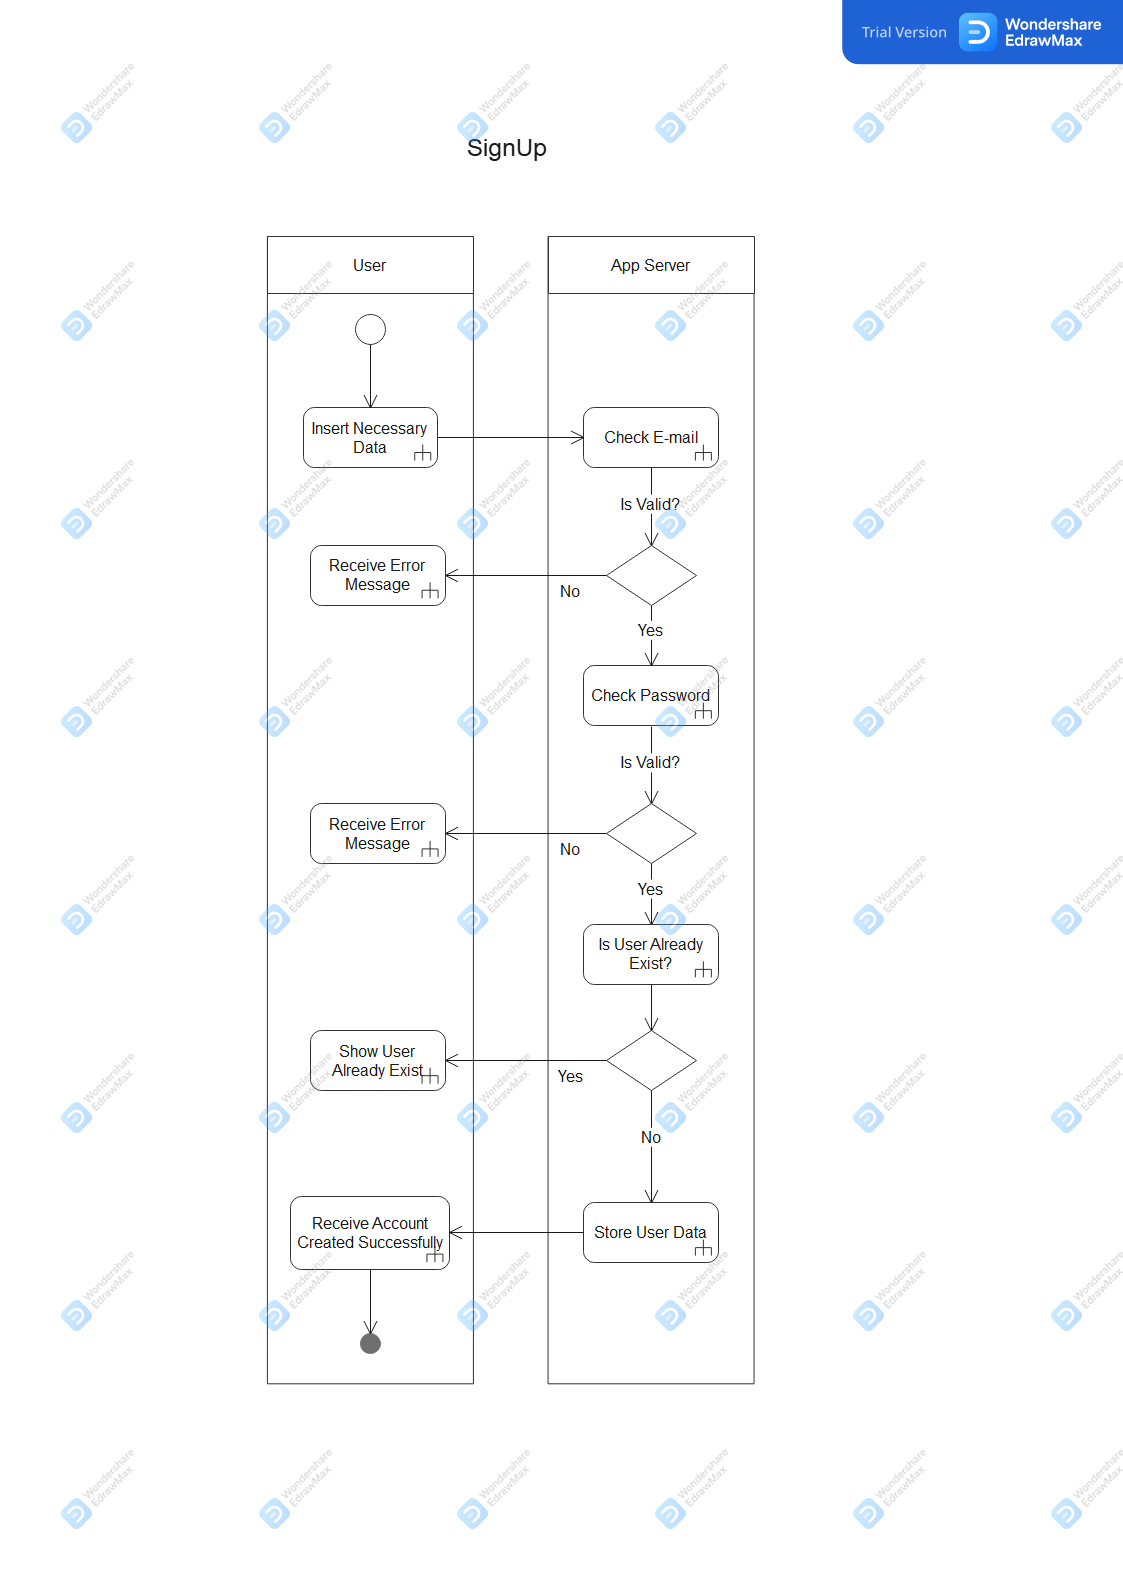 Trial Version
Wondershare
EdrawMax
SignUp
User
App Server
Insert Necessary
Data
Check E-mail
Is Valid?
Receive Error
Message
No
Yes
Check Password
Is Valid?
Receive Error
Message
No
Yes
Is User Already
Exist?
Show User
Already Exist
Yes
No
Receive Account
Created Successfully
Store User Data